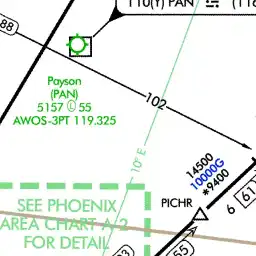 110(Y) PAN
(116
88
Payson
(PAN)
5157 Ⓛ 55
AWOS-3PT 119.325
102
10° E
14500
10000G
*9400
PICHR
6
61
SEE PHOENIX
AREA CHART A-2
FOR DETAIL
55